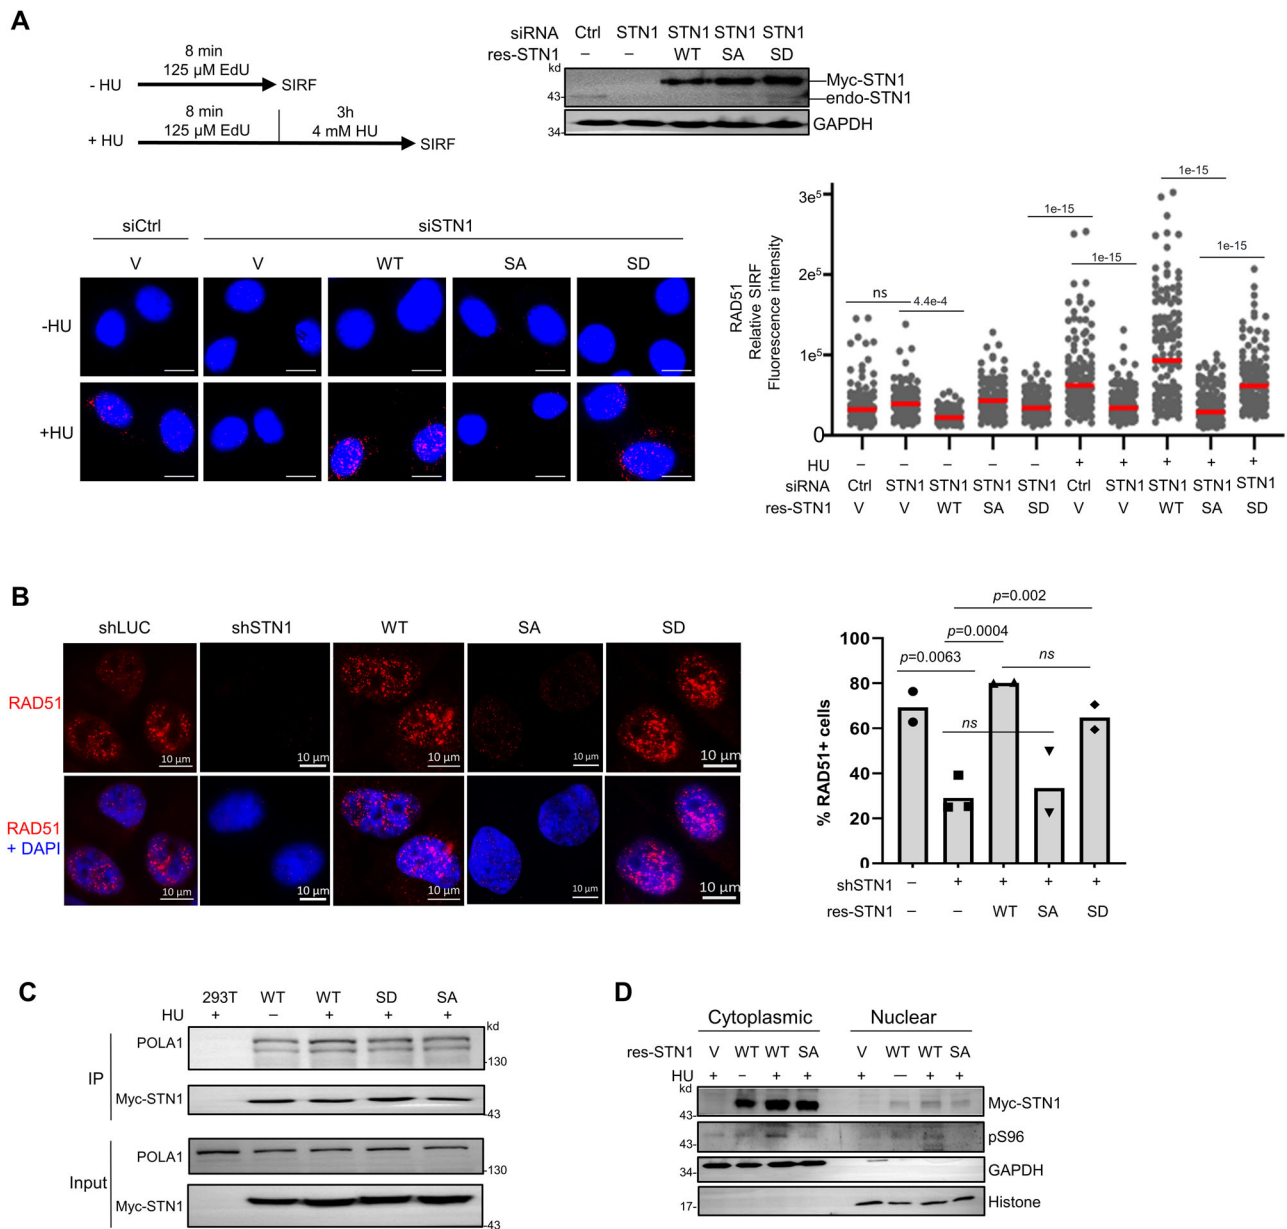 A
8 min
125 µM EdU
- HU
SIRF
8 min
3h
125 µM EdU
4 mM HU
+ HU
SIRF
siRNA Ctrl STN1 STN1 STN1 STN1
res-STN1 – – WT SA SD
kd
Myc-STN1
43-
endo-STN1
GAPDH
34-
siCtrl siSTN1
V V WT SA SD
-HU
+HU
RAD51
Relative SIRF
Fluorescence intensity
3e5
2e5
1e5
0
ns
4.4e-4
1e-15
1e-15
1e-15
1e-15
HU – – – – – + + + + +
siRNA Ctrl STN1 STN1 STN1 STN1 Ctrl STN1 STN1 STN1 STN1
res-STN1 V V WT SA SD V V WT SA SD
B
shLUC shSTN1 WT SA SD
RAD51
10 µm 10 µm 10 µm 10 µm 10 µm
RAD51
+ DAPI
10 µm 10 µm 10 µm 10 µm 10 µm
% RAD51+ cells
100
80
60
40
20
0
p=0.002
p=0.0004
p=0.0063
ns
ns
shSTN1 – + + + +
res-STN1 – – WT SA SD
C
293T WT WT SD SA
HU + – + + +
kd
IP
POLA1
-130
Myc-STN1
-43
Input
POLA1
-130
Myc-STN1
-43
D
Cytoplasmic Nuclear
res-STN1 V WT WT SA V WT WT SA
HU + – + + + — + +
kd
Myc-STN1
43-
pS96
43-
GAPDH
34-
Histone
17-